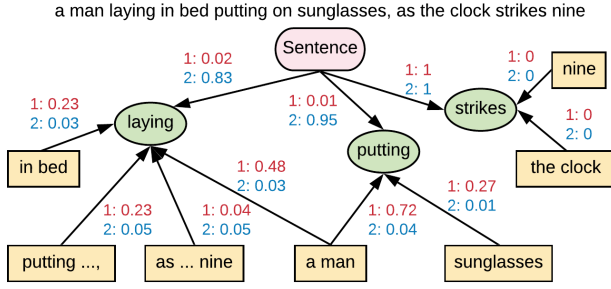 a man laying in bed putting on sunglasses, as the clock strikes nine
Sentence
1: 0.02
2: 0.83
1: 1
2: 1
1: 0
2: 0
nine
1: 0.23
2: 0.03
laying
1: 0.01
2: 0.95
strikes
1: 0
2: 0
in bed
putting
the clock
1: 0.48
2: 0.03
1: 0.23
2: 0.05
1: 0.04
2: 0.05
1: 0.72
2: 0.04
1: 0.27
2: 0.01
putting ...,
as ... nine
a man
sunglasses